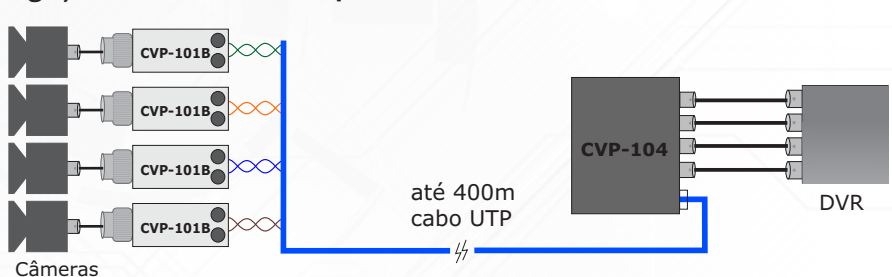 CVP-101B
CVP-101B
CVP-101B
CVP-101B
Câmeras
até 400m
cabo UTP
CVP-104
DVR